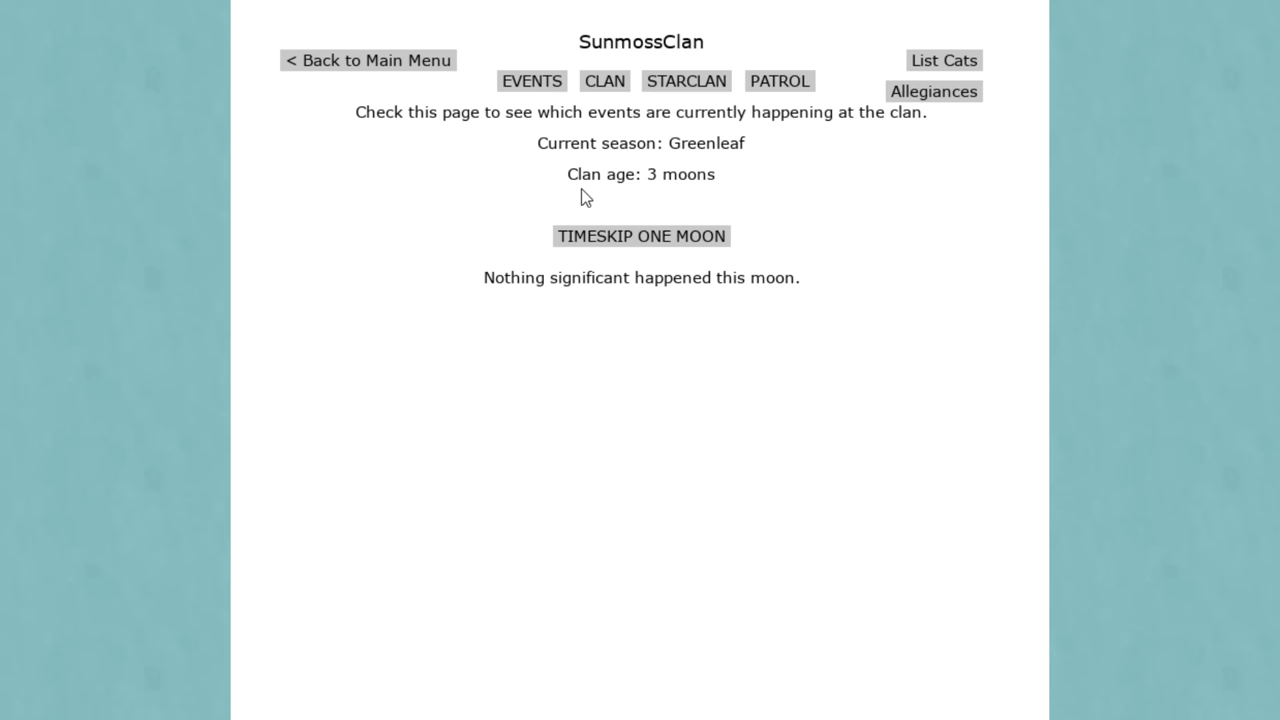 SunmossClan
< Back to Main Menu
List Cats
EVENTS CLAN STARCLAN PATROL
Allegiances
Check this page to see which events are currently happening at the clan.
Current season: Greenleaf
Clan age: 3 moons
TIMESKIP ONE MOON
Nothing significant happened this moon.